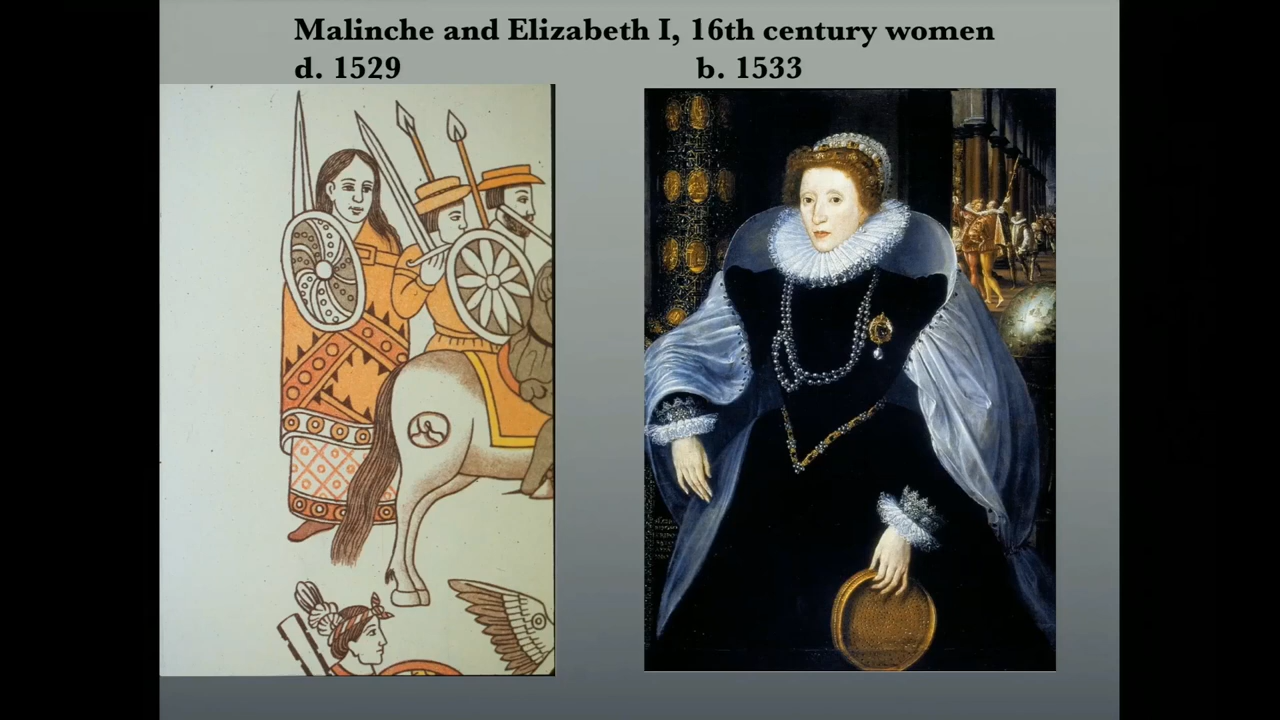 Malinche and Elizabeth I, 16th century women
d. 1529 b. 1533